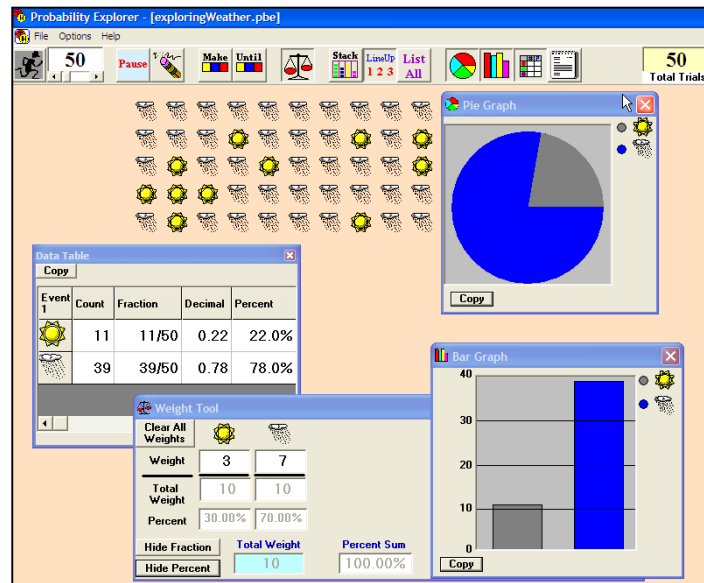 Probability Explorer - [exploringWeather.pbe]
File Options Help
50
Pause
Make
Until
Stack
LineUp
1 2 3
List
All
50
Total Trials
Pie Graph
Copy
Data Table
Copy
Event
1
Count Fraction Decimal Percent
11 11/50 0.22 22.0%
39 39/50 0.78 78.0%
Bar Graph
40
30
20
10
0
Copy
Weight Tool
Clear All
Weights
Weight 3 7
Total
Weight
10 10
Percent 30.00% 70.00%
Hide Fraction Total Weight Percent Sum
Hide Percent 10 100.00%